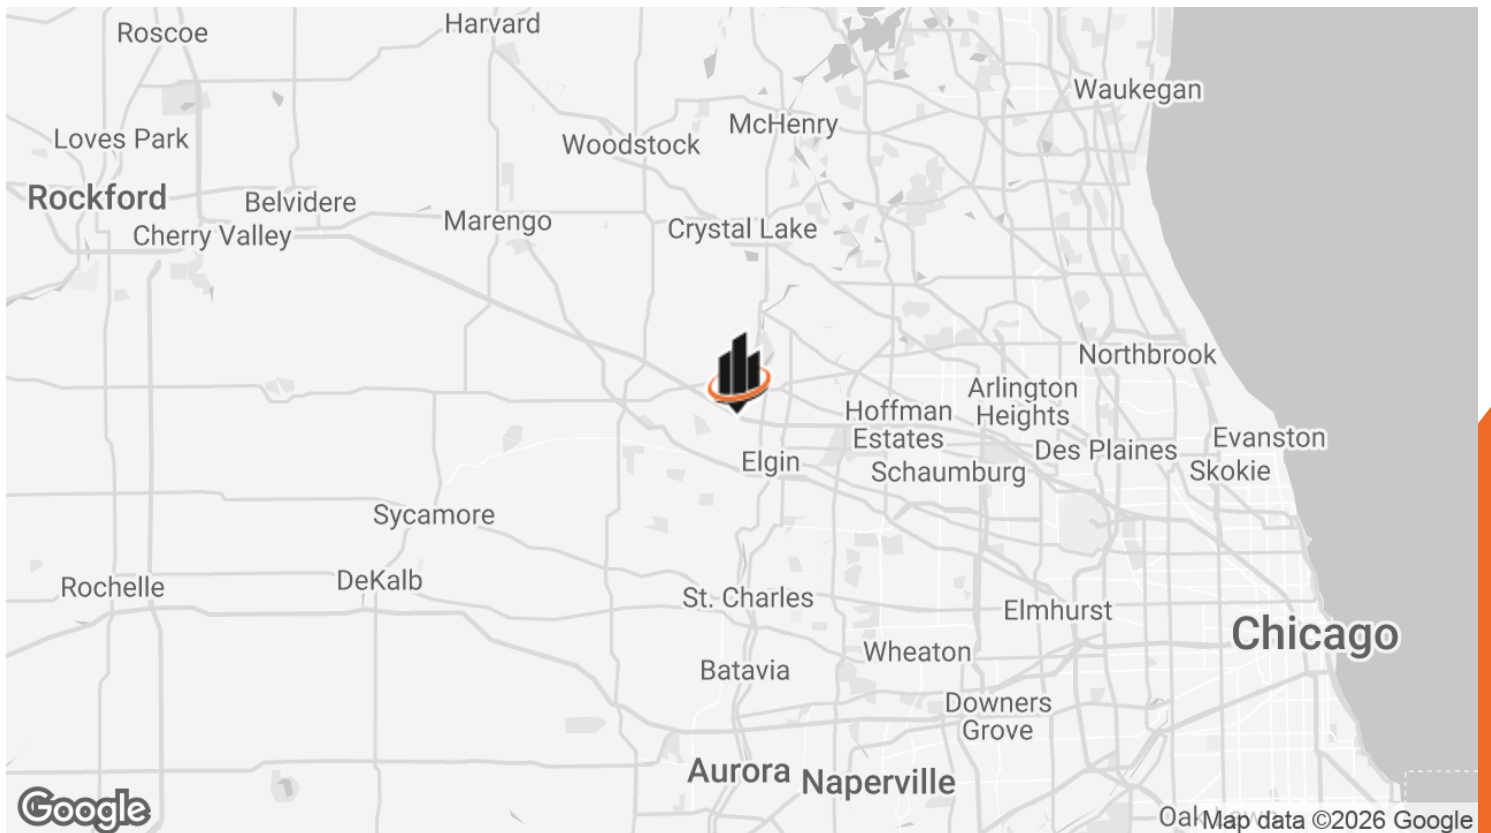 Harvard
Roscoe
Waukegan
McHenry
Loves Park
Woodstock
Rockford
Belvidere
Marengo
Crystal Lake
Cherry Valley
Northbrook
Arlington
Heights
Hoffman
Estates
Evanston
Des Plaines
Elgin
Schaumburg
Skokie
Sycamore
DeKalb
Rochelle
St. Charles
Elmhurst
Chicago
Wheaton
Batavia
Downers
Grove
Aurora
Naperville
Google
Map data ©2026 Google